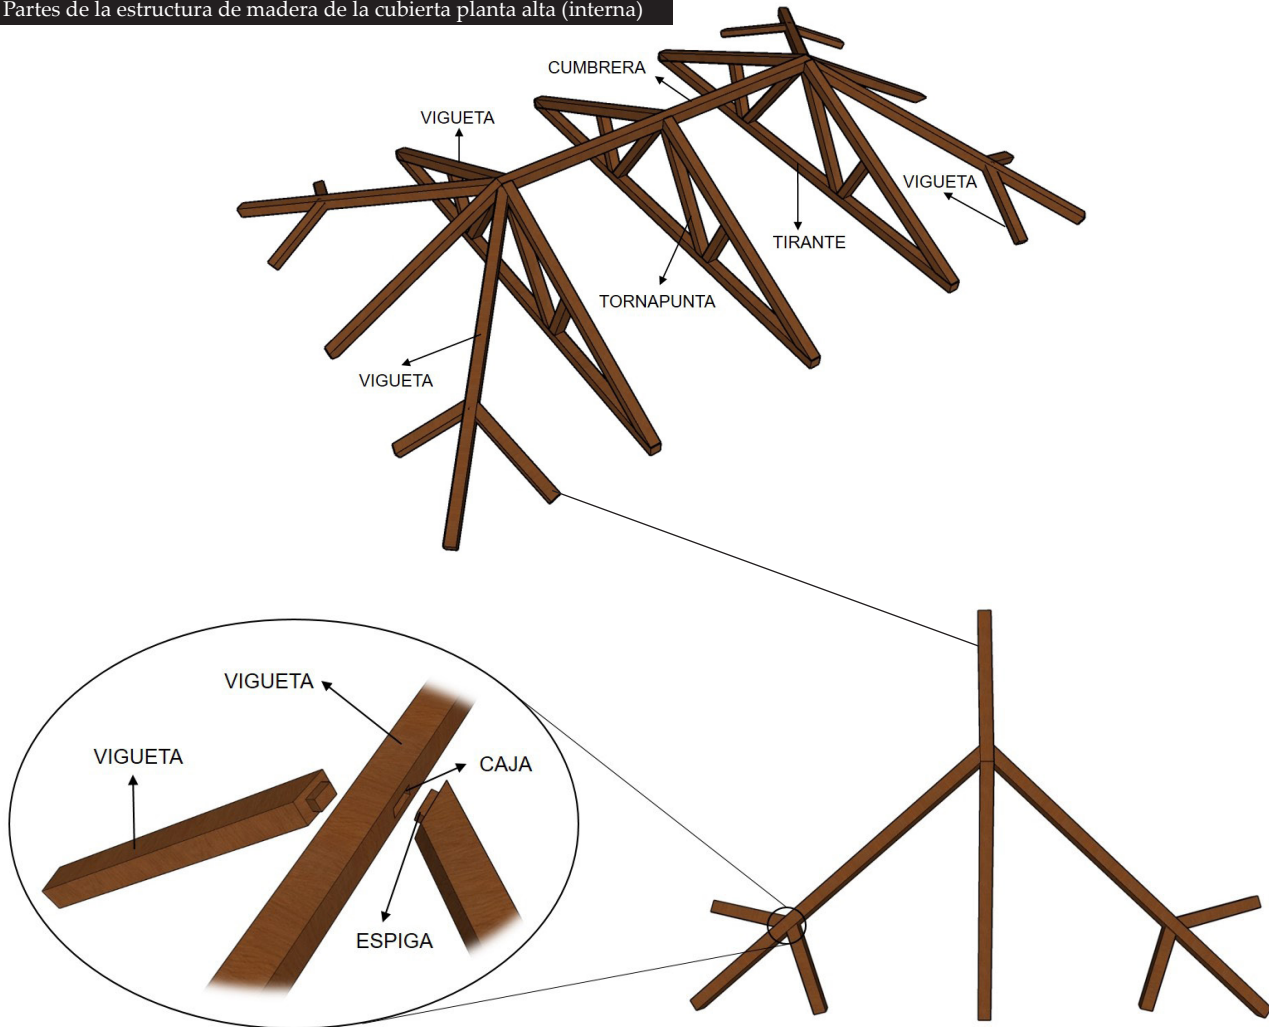 Partes de la estructura de madera de la cubierta planta alta (interna)
CUMBRERA
VIGUETA
VIGUETA
TIRANTE
TORNAPUNTA
VIGUETA
VIGUETA
VIGUETA
CAJA
ESPIGA